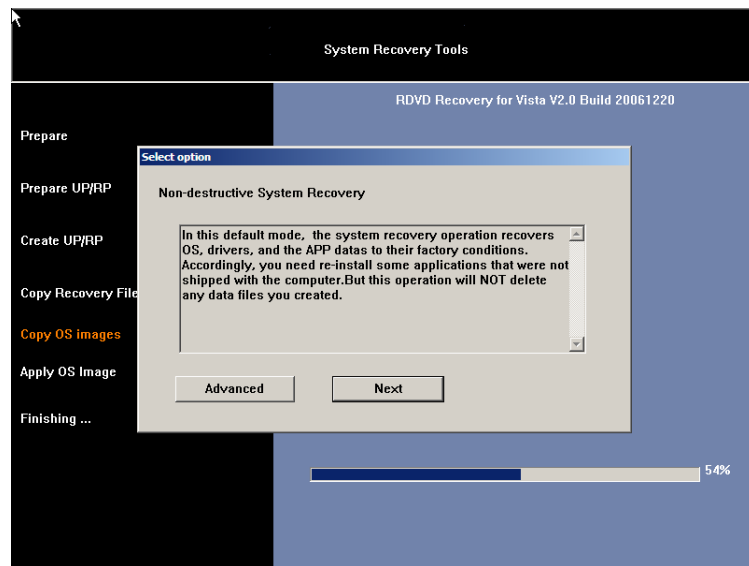 System Recovery Tools
RDVD Recovery for Vista V2.0 Build 20061220
Prepare
Prepare UP/RP
Create UP/RP
Copy Recovery File
Copy OS images
Apply OS Image
Finishing ...
Select option
Non-destructive System Recovery
In this default mode,  the system recovery operation recovers
OS, drivers, and the APP datas to their factory conditions.
Accordingly, you need re-install some applications that were not
shipped with the computer.But this operation will NOT delete
any data files you created.
Advanced
Next
54%